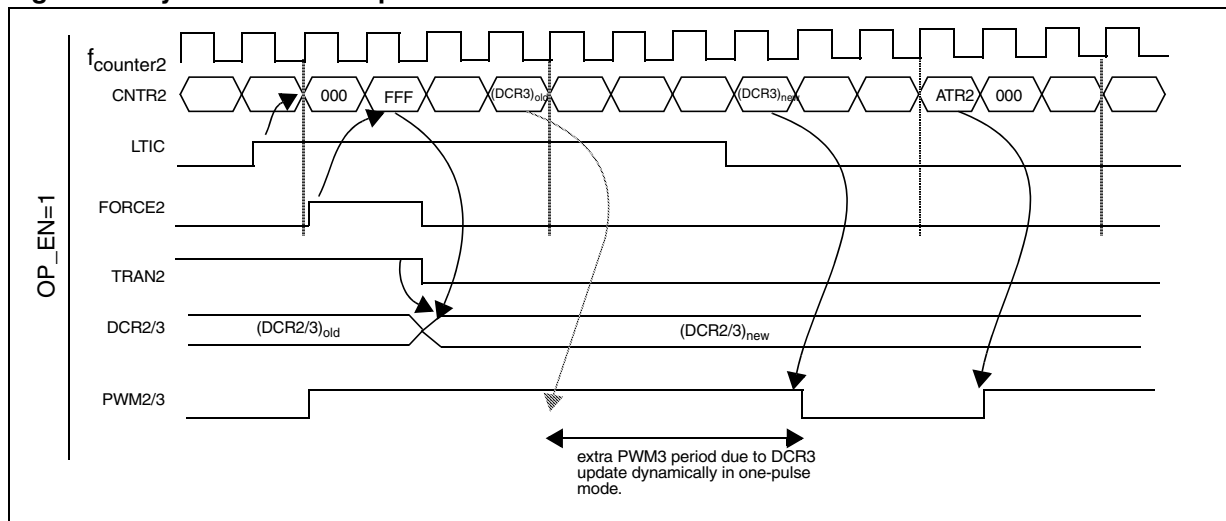 f counter2
CNTR2 000 FFF (DCR3)old (DCR3)new ATR2 000
LTIC
FORCE2
OP_EN=1
TRAN2
DCR2/3 (DCR2/3)old (DCR2/3)new
PWM2/3
extra PWM3 period due to DCR3
update dynamically in one-pulse
mode.